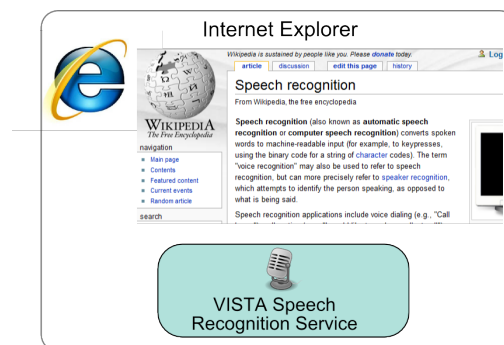 Internet Explorer
Wikipedia is sustained by people like you. Please donate today.
Log
article discussion edit this page history
Speech recognition
From Wikipedia, the free encyclopedia
Speech recognition (also known as automatic speech
recognition or computer speech recognition) converts spoken
words to machine-readable input (for example, to keypresses,
using the binary code for a string of character codes). The term
"voice recognition" may also be used to refer to speech
recognition, but can more precisely refer to speaker recognition,
which attempts to identify the person speaking, as opposed to
what is being said.
Speech recognition applications include voice dialing (e.g., "Call
WIKIPEDIA
The Free Encyclopedia
navigation
Main page
Contents
Featured content
Current events
Random article
search
VISTA Speech
Recognition Service